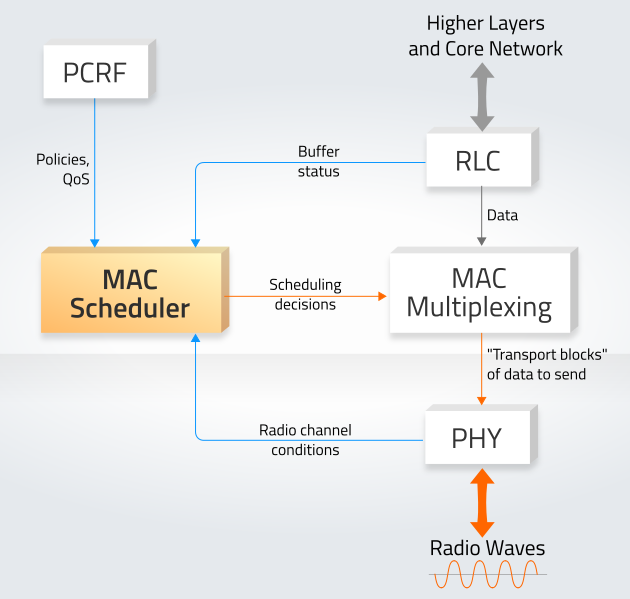 Higher Layers
and Core Network
PCRF
Policies,
QoS
Buffer
status
RLC
Data
MAC
Scheduler
Scheduling
decisions
MAC
Multiplexing
"Transport blocks"
of data to send
Radio channel
conditions
PHY
Radio Waves